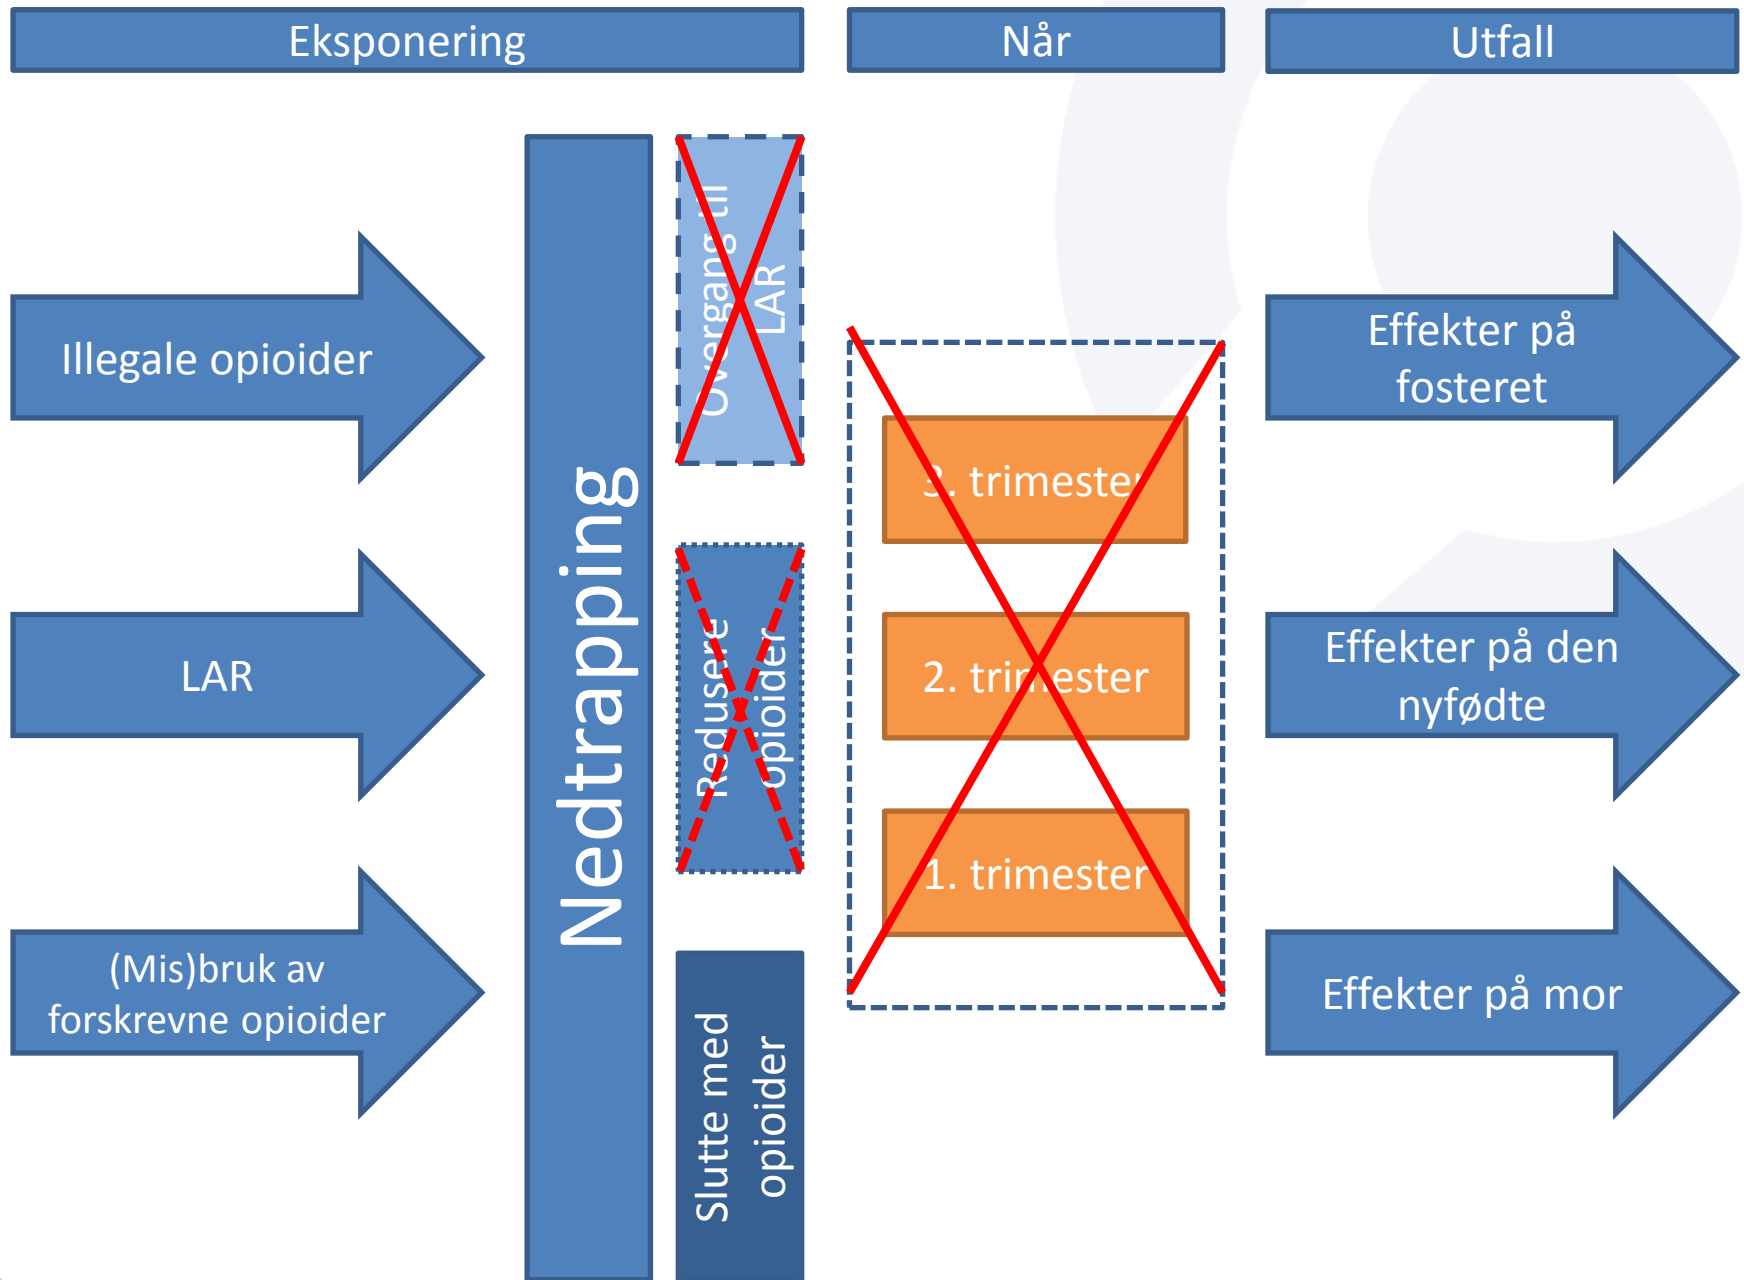 Eksponering
Når
Utfall
Illegale opioider
LAR
(Mis)bruk av
forskrevne opioider
Nedtrapping
Overgang til
LAR
Redusere
opioider
Slutte med
opioider
3. trimester
2. trimester
1. trimester
Effekter på
fosteret
Effekter på den
nyfødte
Effekter på mor